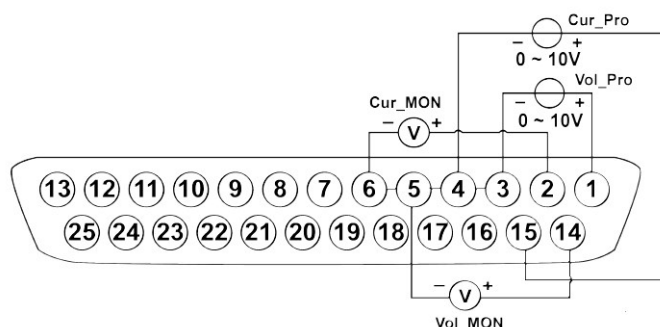 Cur_Pro
− +
0 ~ 10V
Vol_Pro
− +
0 ~ 10V
Cur_MON
− V +
13 12 11 10 9 8 7 6 5 4 3 2 1
25 24 23 22 21 20 19 18 17 16 15 14
− V +
Vol_MON